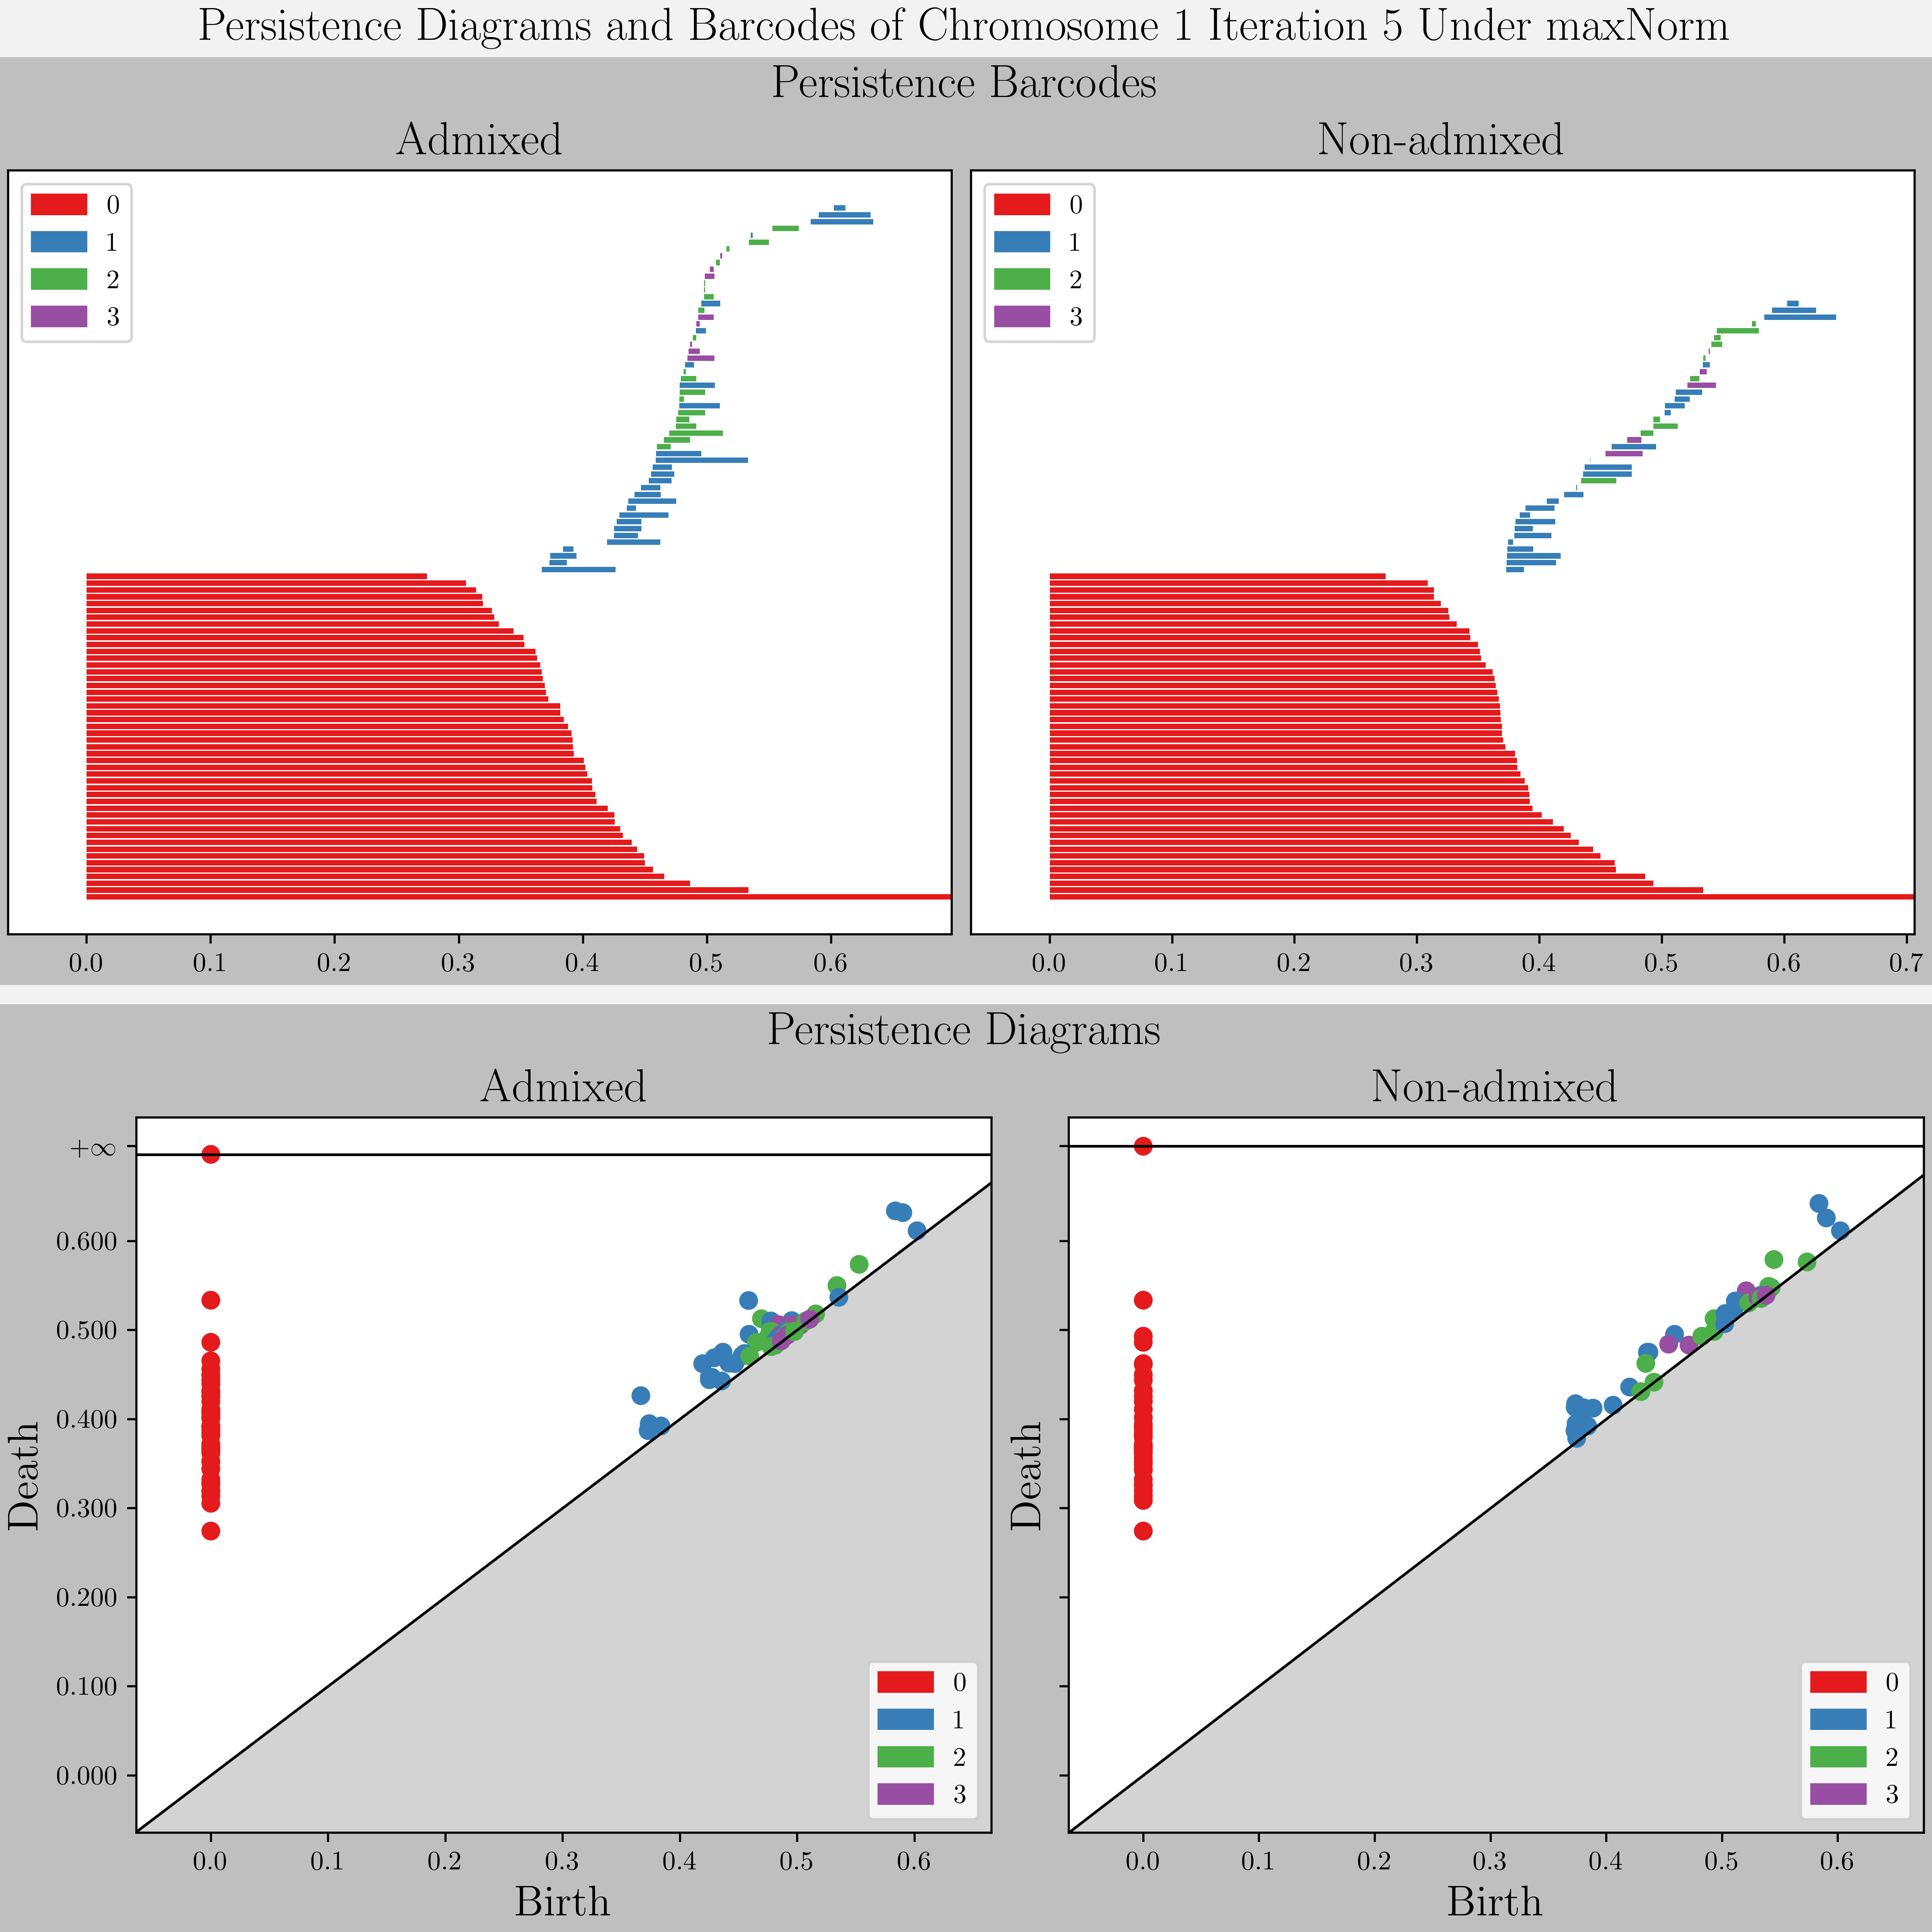 Persistence Diagrams and Barcodes of Chromosome 1 Iteration 5 Under maxNorm
Persistence Barcodes
Admixed
0
1
2
3
0.0 0.1 0.2 0.3 0.4 0.5 0.6
Non-admixed
0
1
2
3
0.0 0.1 0.2 0.3 0.4 0.5 0.6 0.7
Persistence Diagrams
Admixed
Death
+∞
0.600
0.500
0.400
0.300
0.200
0.100
0.000
0
1
2
3
0.0 0.1 0.2 0.3 0.4 0.5 0.6
Birth
Non-admixed
Death
0
1
2
3
0.0 0.1 0.2 0.3 0.4 0.5 0.6
Birth